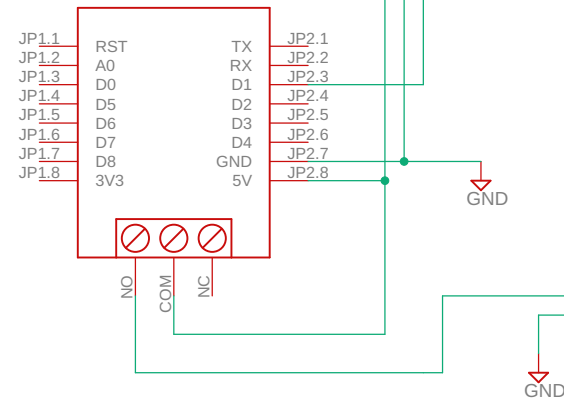 JP1.1 RST TX JP2.1
JP1.2 A0 RX JP2.2
JP1.3 D0 D1 JP2.3
JP1.4 D5 D2 JP2.4
JP1.5 D6 D3 JP2.5
JP1.6 D7 D4 JP2.6
JP1.7 D8 GND JP2.7
JP1.8 3V3 5V JP2.8
GND
NO COM NC
GND